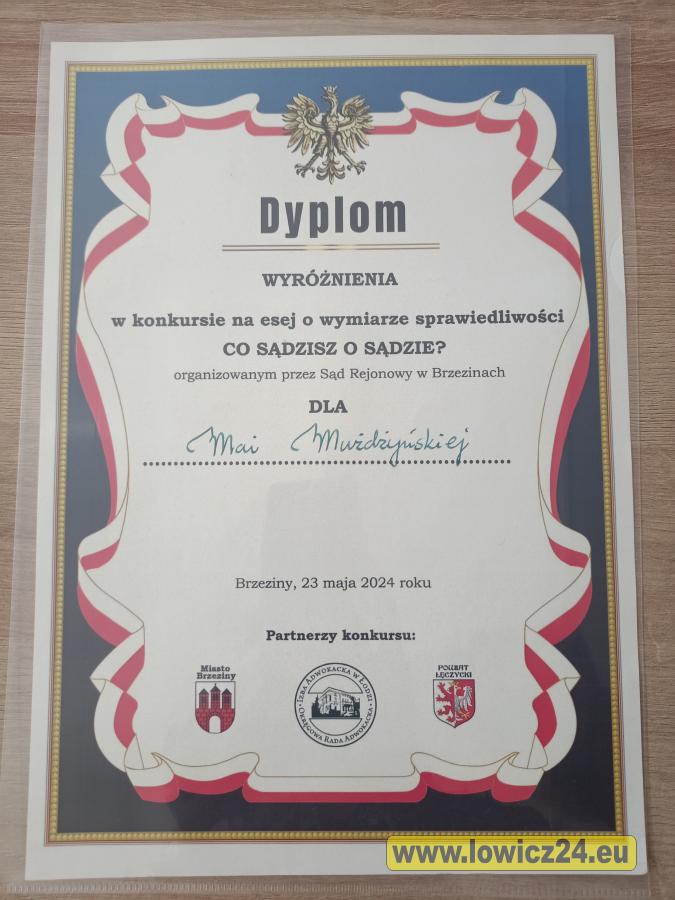 Dyplom
WYRÓŻNIENIA
w konkursie na esej o wymiarze sprawiedliwości
CO SĄDZISZ O SĄDZIE?
organizowanym przez Sąd Rejonowy w Brzezinach
DLA
Mai Mużdżyńskiej
Brzeziny, 23 maja 2024 roku
Partnerzy konkursu:
Miasto
Brzeziny
IZBA ADWOKACKA W ŁODZI
OKRĘGOWA RADA ADWOKACKA
POWIAT
ŁĘCZYCKI
www.lowicz24.eu